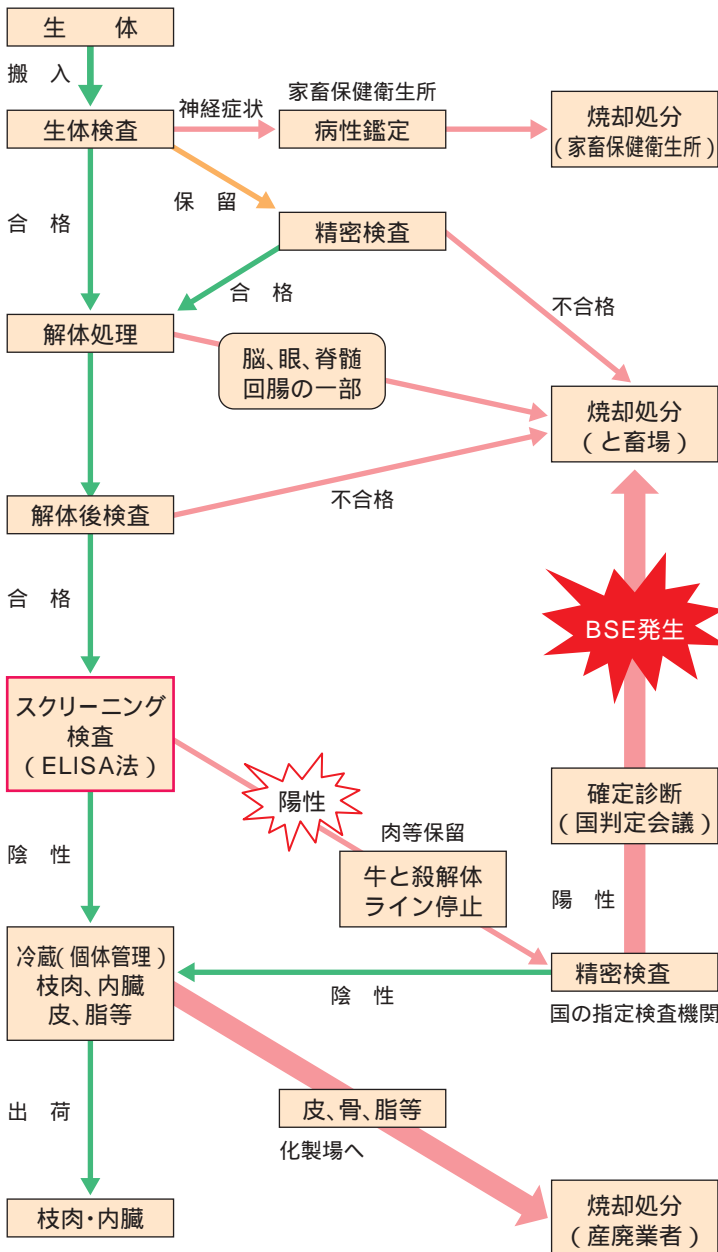 生　体
搬　入
生体検査
神経症状
家畜保健衛生所
病性鑑定
焼却処分
（家畜保健衛生所）
保　留
合　格
精密検査
合　格
不合格
解体処理
脳、眼、脊髄
回腸の一部
焼却処分
（と畜場）
解体後検査
不合格
合　格
BSE発生
スクリーニング
検査
（ELISA法）
陽性
確定診断
（国判定会議）
肉等保留
牛と殺解体
ライン停止
陰　性
陽　性
冷蔵（個体管理）
枝肉、内臓
皮、脂等
陰　性
精密検査
国の指定検査機関
出　荷
皮、骨、脂等
化製場へ
枝肉・内臓
焼却処分
（産廃業者）